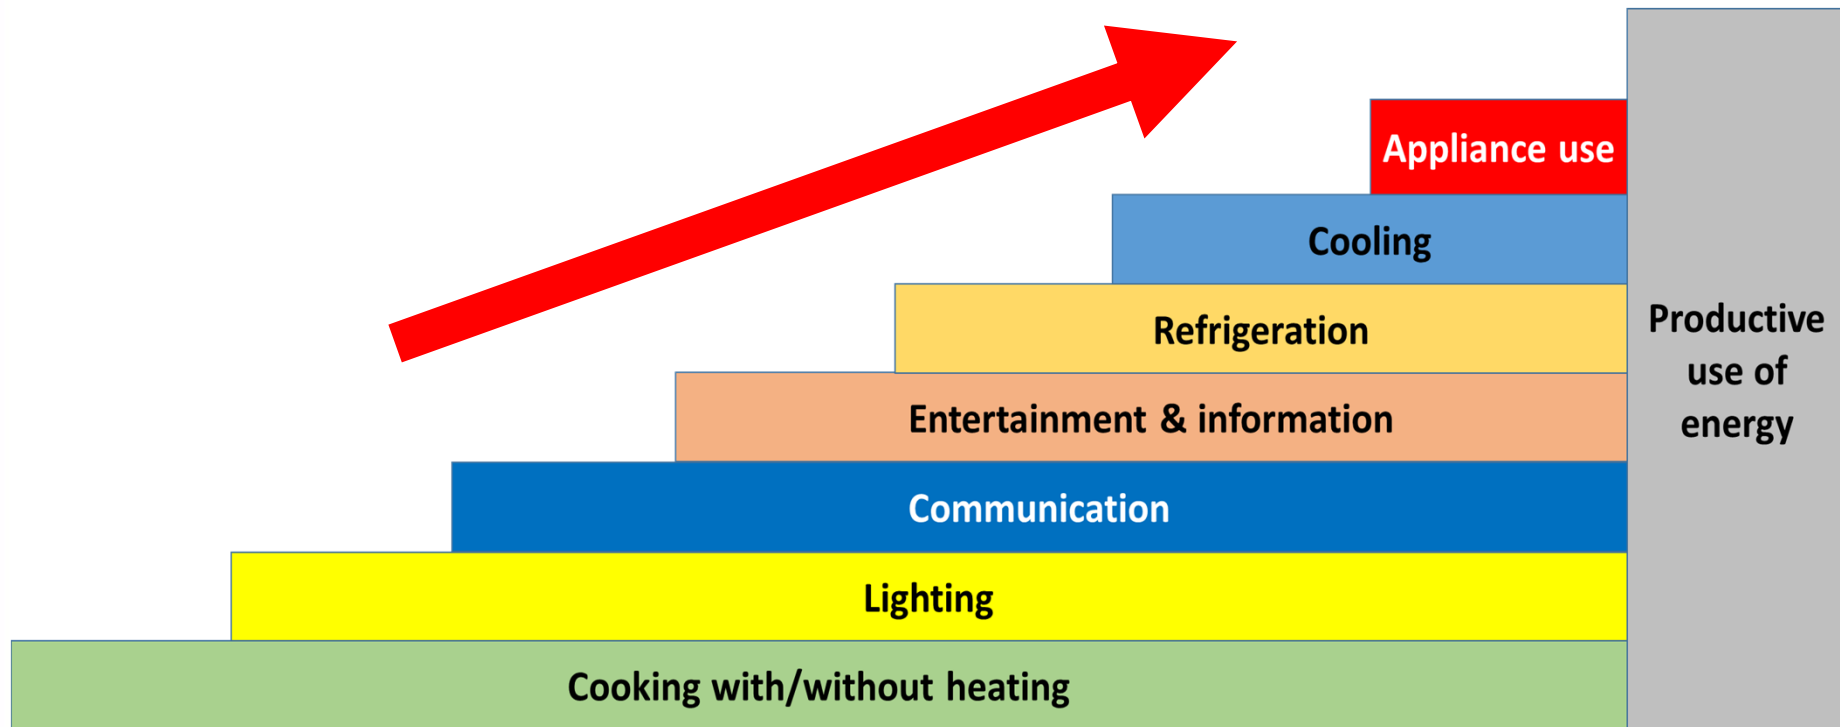 Appliance use
Cooling
Refrigeration
Entertainment & information
Communication
Lighting
Cooking with/without heating
Productive
use of
energy